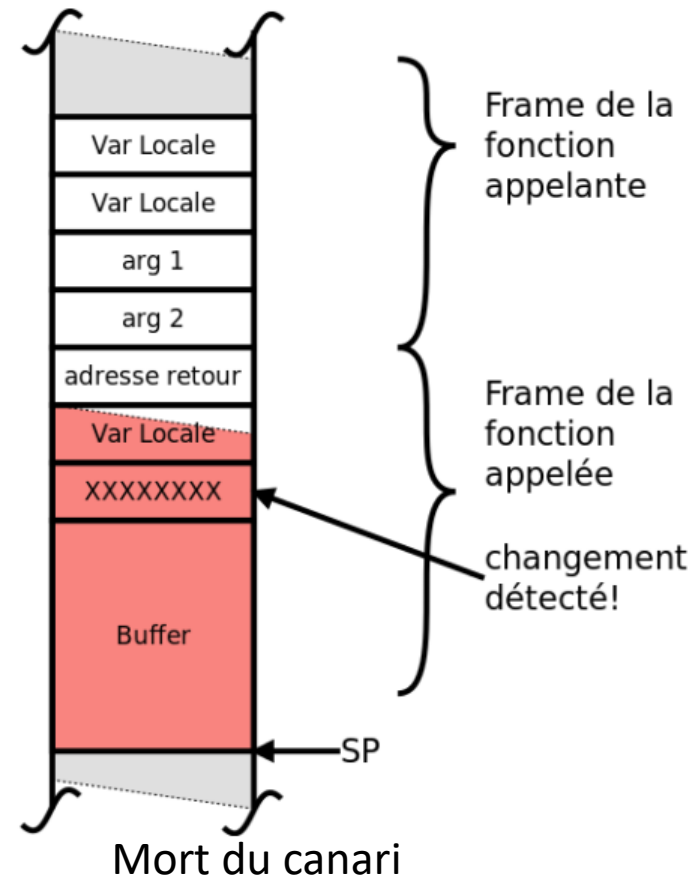 Var Locale
Var Locale
arg 1
arg 2
adresse retour
Var Locale
XXXXXXXX
Buffer
SP
Frame de la
fonction
appelante
Frame de la
fonction
appelée
changement
détecté!
Mort du canari